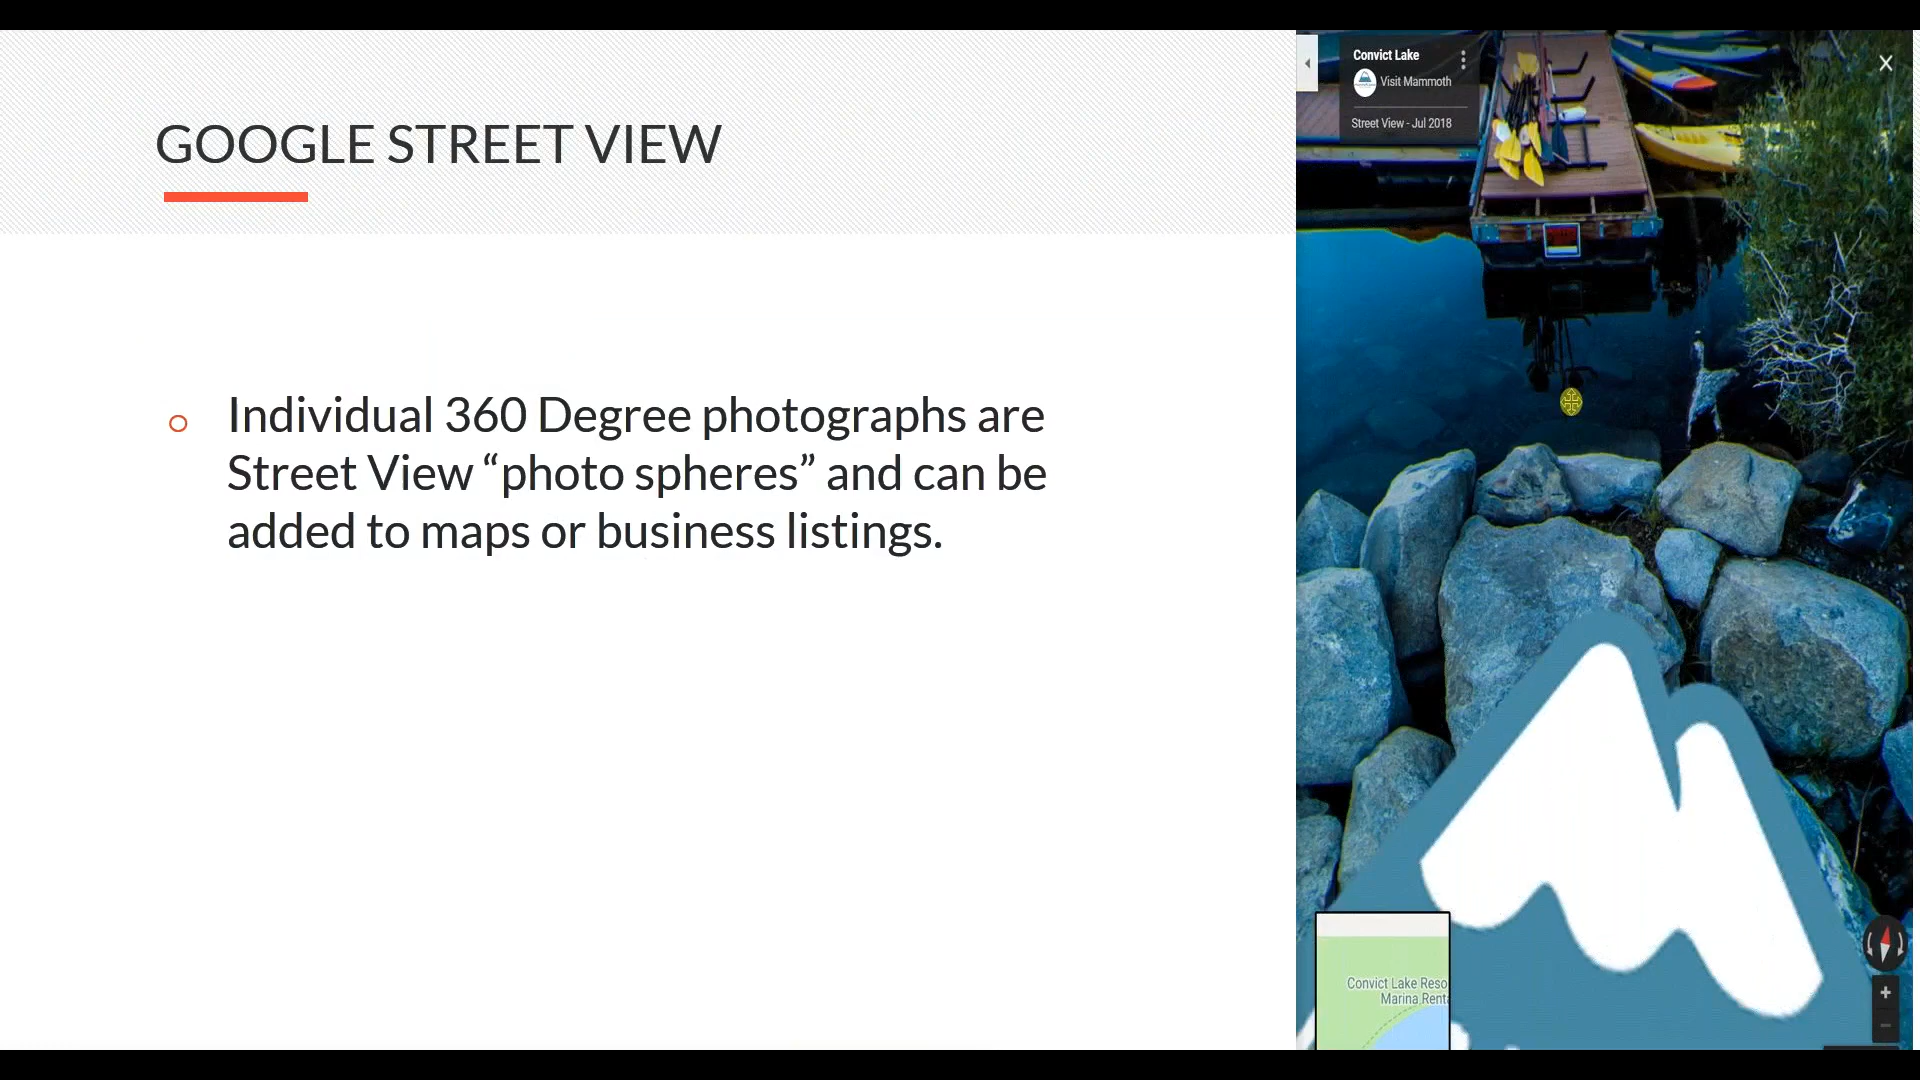 GOOGLE STREET VIEW
Individual 360 Degree photographs are
Street View “photo spheres” and can be
added to maps or business listings.
Convict Lake
Visit Mammoth
Street View - Jul 2018
Convict Lake Reso
Marina Renta